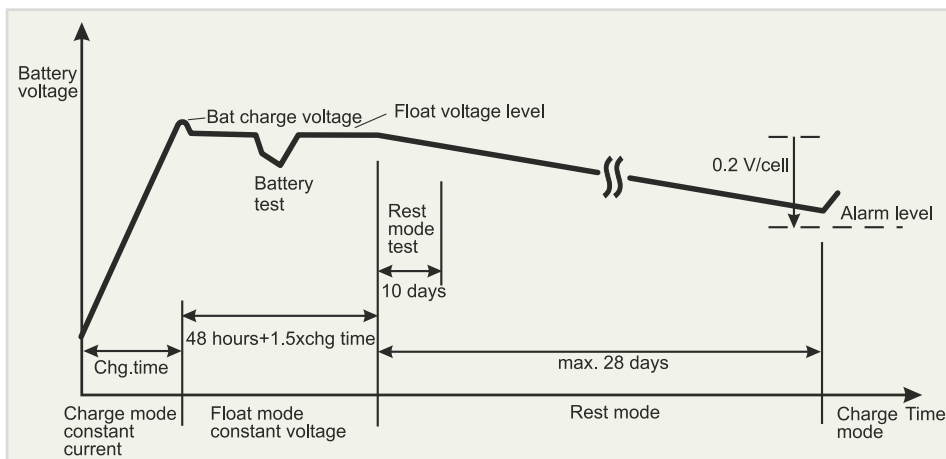 Battery
voltage
Bat charge voltage
Float voltage level
Battery
test
0.2 V/cell
Alarm level
Rest
mode
test
10 days
48 hours+1.5xchg time
Chg.time
max. 28 days
Charge mode
constant
current
Float mode
constant voltage
Rest mode
Charge
mode
Time